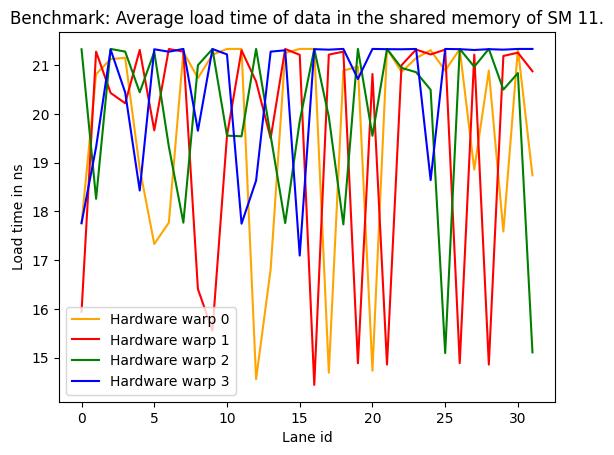 Benchmark: Average load time of data in the shared memory of SM 11.
Load time in ns
21
20
19
18
17
16
15
Hardware warp 0
Hardware warp 1
Hardware warp 2
Hardware warp 3
0 5 10 15 20 25 30
Lane id